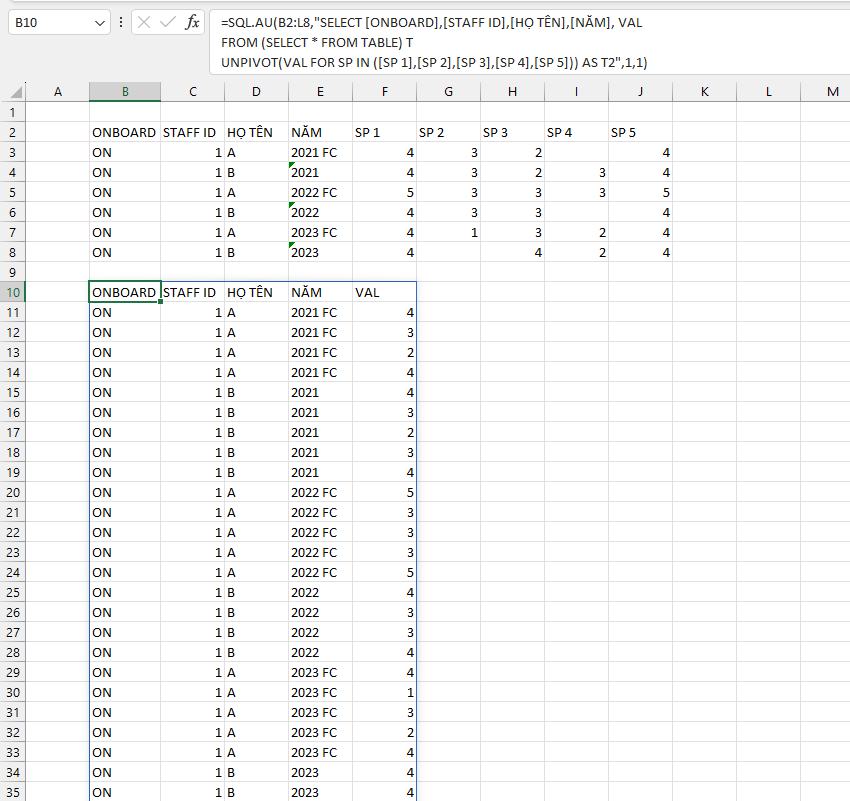 B10
fx
=SQL.AU(B2:L8,"SELECT [ONBOARD],[STAFF ID],[HỌ TÊN],[NĂM], VAL
FROM (SELECT * FROM TABLE) T
UNPIVOT(VAL FOR SP IN ([SP 1],[SP 2],[SP 3],[SP 4],[SP 5])) AS T2",1,1)
A B C D E F G H I J K L M
1
2 ONBOARD STAFF ID HỌ TÊN NĂM SP 1 SP 2 SP 3 SP 4 SP 5
3 ON 1 A 2021 FC 4 3 2 4
4 ON 1 B 2021 4 3 2 3 4
5 ON 1 A 2022 FC 5 3 3 3 5
6 ON 1 B 2022 4 3 3 4
7 ON 1 A 2023 FC 4 1 3 2 4
8 ON 1 B 2023 4 4 2 4
9
10 ONBOARD STAFF ID HỌ TÊN NĂM VAL
11 ON 1 A 2021 FC 4
12 ON 1 A 2021 FC 3
13 ON 1 A 2021 FC 2
14 ON 1 A 2021 FC 4
15 ON 1 B 2021 4
16 ON 1 B 2021 3
17 ON 1 B 2021 2
18 ON 1 B 2021 3
19 ON 1 B 2021 4
20 ON 1 A 2022 FC 5
21 ON 1 A 2022 FC 3
22 ON 1 A 2022 FC 3
23 ON 1 A 2022 FC 3
24 ON 1 A 2022 FC 5
25 ON 1 B 2022 4
26 ON 1 B 2022 3
27 ON 1 B 2022 3
28 ON 1 B 2022 4
29 ON 1 A 2023 FC 4
30 ON 1 A 2023 FC 1
31 ON 1 A 2023 FC 3
32 ON 1 A 2023 FC 2
33 ON 1 A 2023 FC 4
34 ON 1 B 2023 4
35 ON 1 B 2023 4